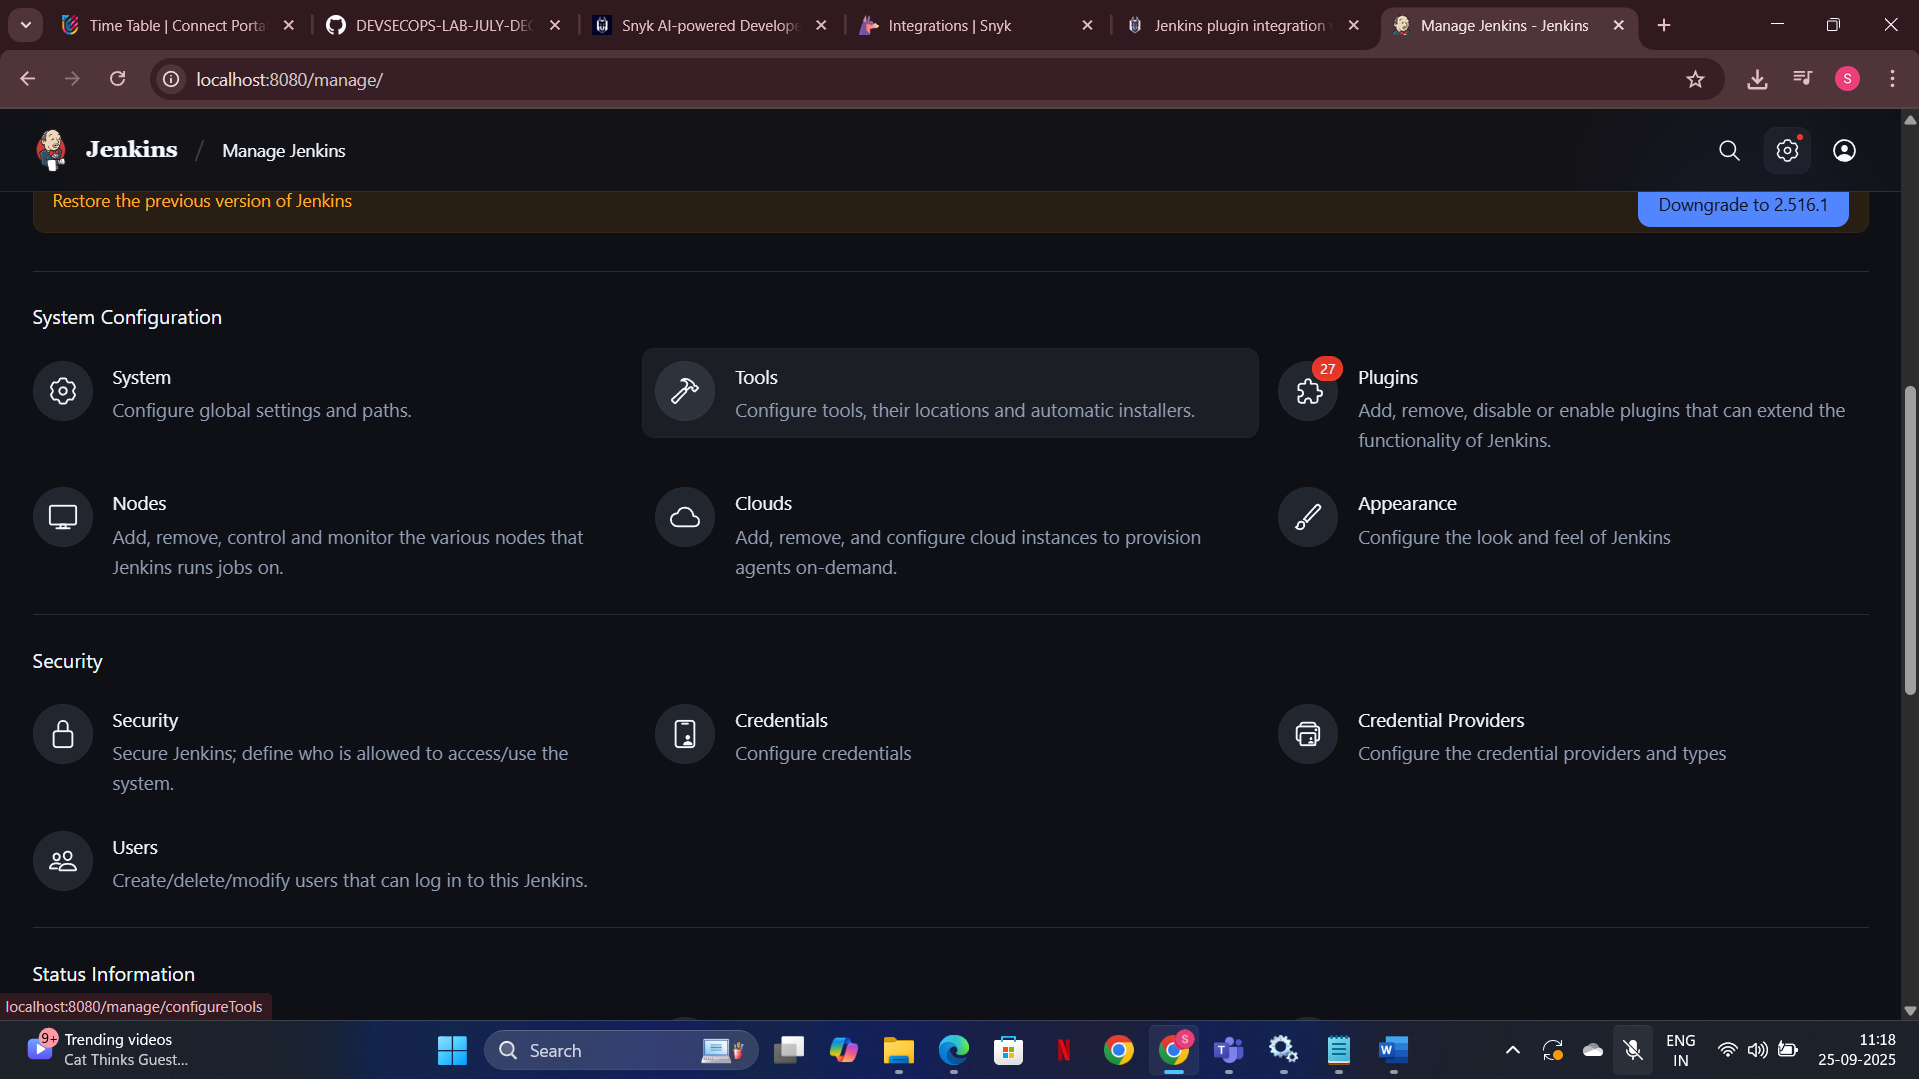 Time Table | Connect Porta
DEVSECOPS-LAB-JULY-DEC
Snyk AI-powered Develope
Integrations | Snyk
Jenkins plugin integration
Manage Jenkins - Jenkins
localhost:8080/manage/
S
Jenkins / Manage Jenkins
Restore the previous version of Jenkins
Downgrade to 2.516.1
System Configuration
System
Configure global settings and paths.
Tools
Configure tools, their locations and automatic installers.
27
Plugins
Add, remove, disable or enable plugins that can extend the
functionality of Jenkins.
Nodes
Add, remove, control and monitor the various nodes that
Jenkins runs jobs on.
Clouds
Add, remove, and configure cloud instances to provision
agents on-demand.
Appearance
Configure the look and feel of Jenkins
Security
Security
Secure Jenkins; define who is allowed to access/use the
system.
Credentials
Configure credentials
Credential Providers
Configure the credential providers and types
Users
Create/delete/modify users that can log in to this Jenkins.
Status Information
localhost:8080/manage/configureTools
9+
Trending videos
Cat Thinks Guest...
Search
N
S
T
W
ENG
IN
11:18
25-09-2025